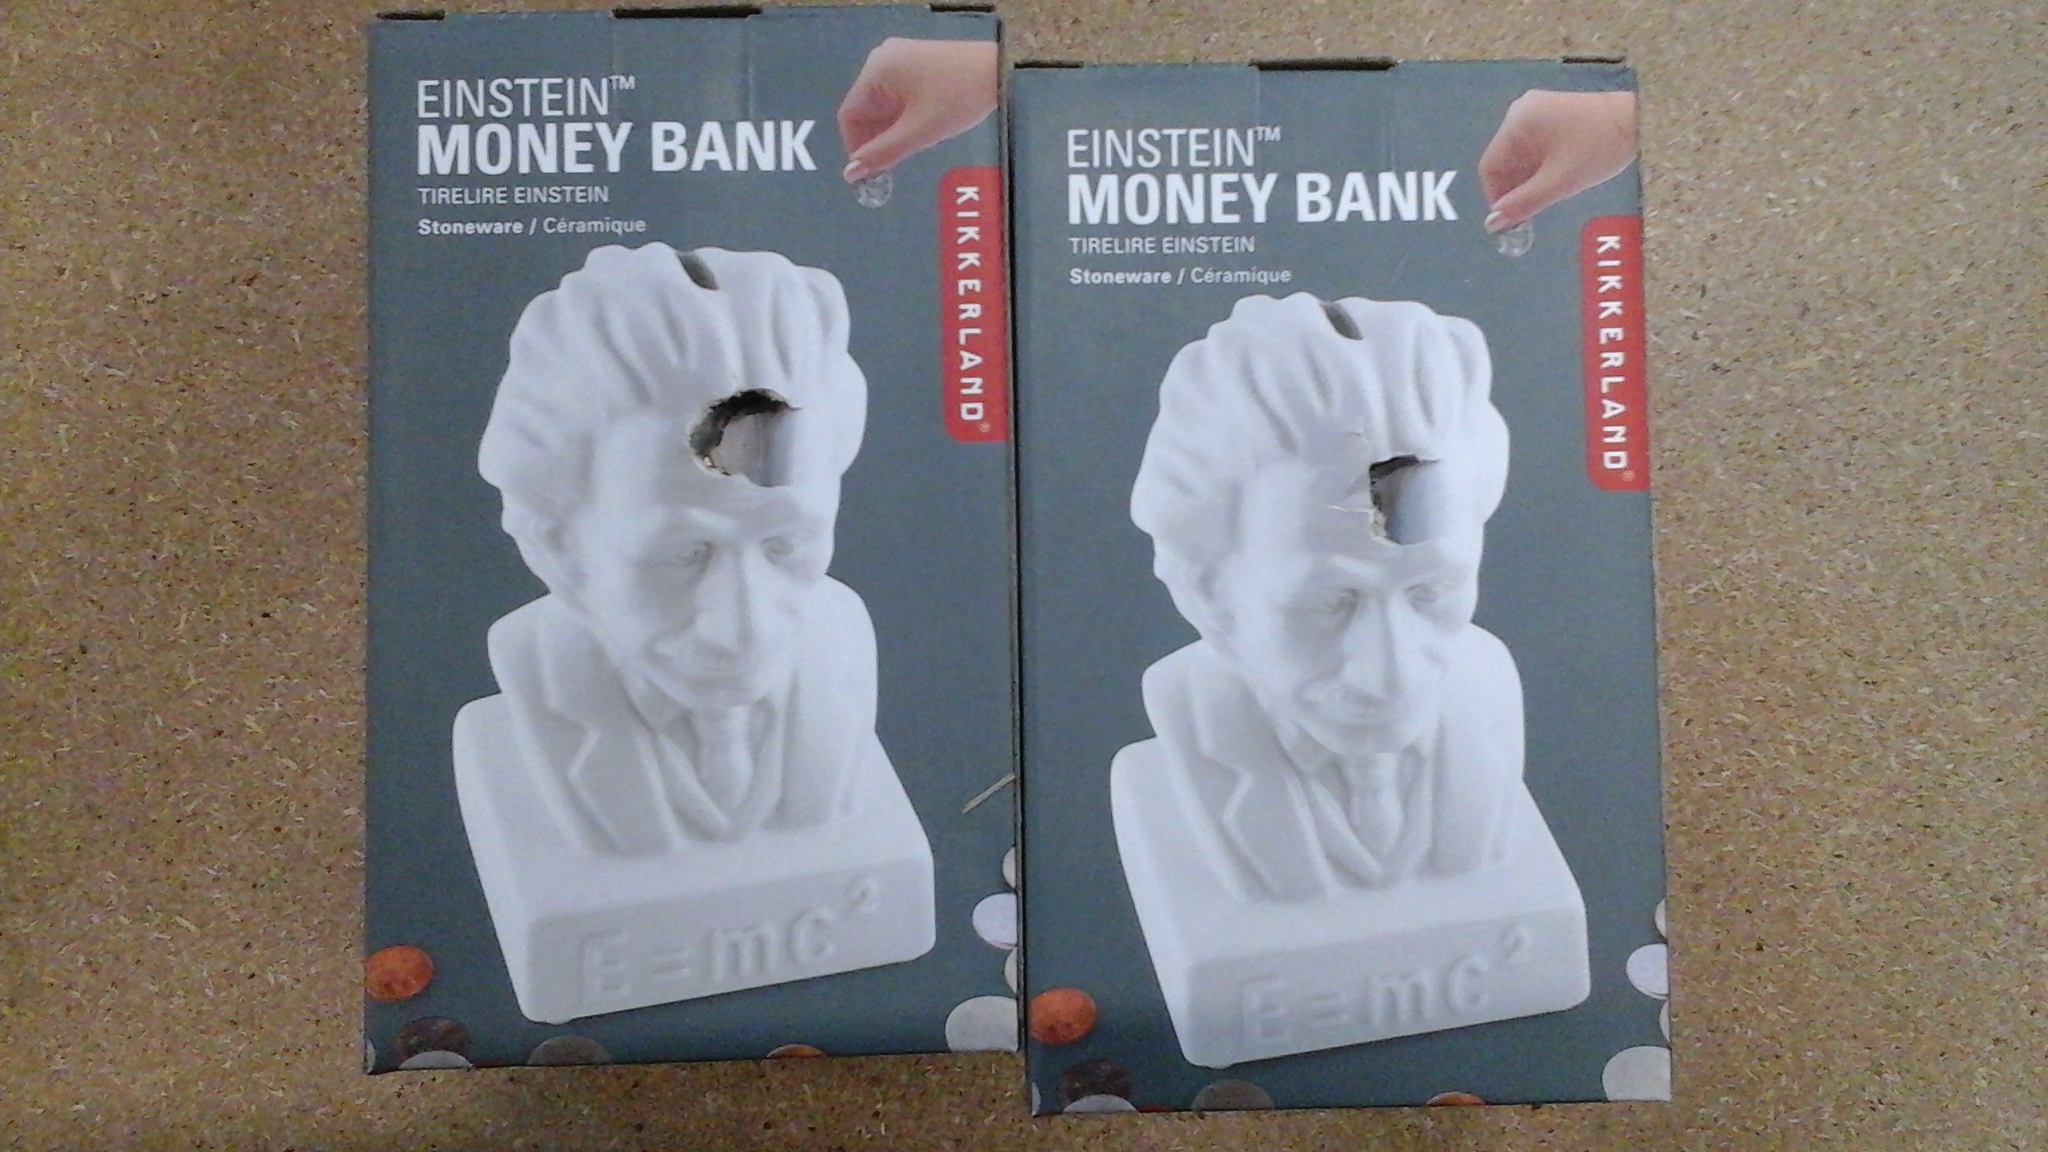 EINSTEIN™
MONEY BANK
TIRELIRE EINSTEIN
Stoneware / Céramique
KIKKERLAND®
E=mc²
EINSTEIN™
MONEY BANK
TIRELIRE EINSTEIN
Stoneware / Céramique
KIKKERLAND®
E=mc²